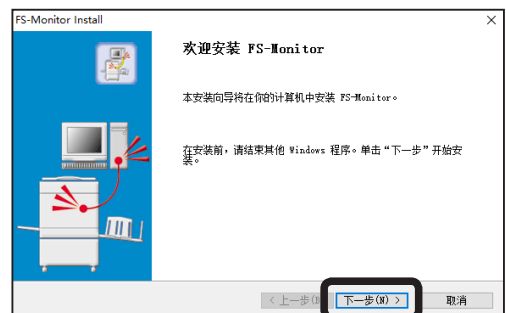 FS-Monitor Install
欢迎安装 FS-Monitor
本安装向导将在你的计算机中安装 FS-Monitor。
在安装前，请结束其他 Windows 程序。单击“下一步”开始安
装。
< 上一步
下一步(N) >
取消